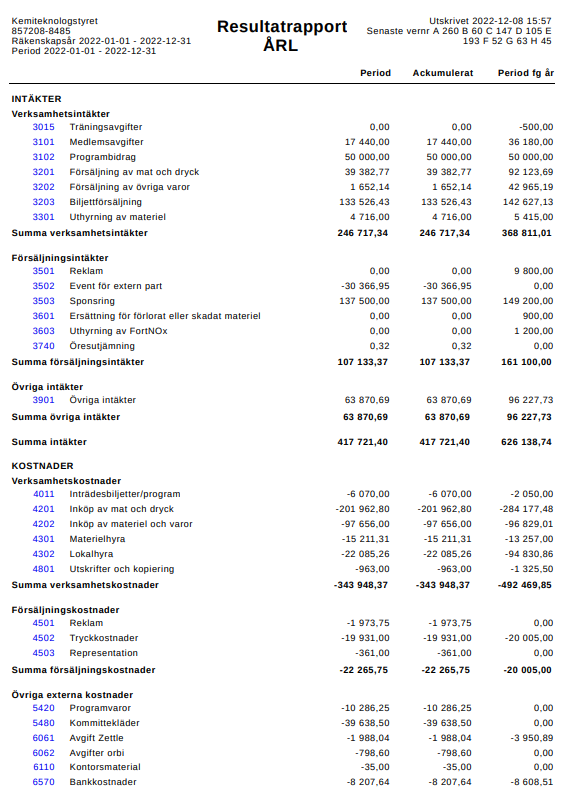 Kemiteknologstyret
857208-8485
Räkenskapsår 2022-01-01 - 2022-12-31
Period 2022-01-01 - 2022-12-31
Resultatrapport
ÅRL
Utskrivet 2022-12-08 15:57
Senaste vernr A 260 B 60 C 147 D 105 E
193 F 52 G 63 H 45
Period Ackumulerat Period fg år
INTÄKTER
Verksamhetsintäkter
3015 Träningsavgifter 0,00 0,00 -500,00
3101 Medlemsavgifter 17 440,00 17 440,00 36 180,00
3102 Programbidrag 50 000,00 50 000,00 50 000,00
3201 Försäljning av mat och dryck 39 382,77 39 382,77 92 123,69
3202 Försäljning av övriga varor 1 652,14 1 652,14 42 965,19
3203 Biljettförsäljning 133 526,43 133 526,43 142 627,13
3301 Uthyrning av materiel 4 716,00 4 716,00 5 415,00
Summa verksamhetsintäkter 246 717,34 246 717,34 368 811,01
Försäljningsintäkter
3501 Reklam 0,00 0,00 9 800,00
3502 Event för extern part -30 366,95 -30 366,95 0,00
3503 Sponsring 137 500,00 137 500,00 149 200,00
3601 Ersättning för förlorat eller skadat materiel 0,00 0,00 900,00
3603 Uthyrning av FortNOx 0,00 0,00 1 200,00
3740 Öresutjämning 0,32 0,32 0,00
Summa försäljningsintäkter 107 133,37 107 133,37 161 100,00
Övriga intäkter
3901 Övriga intäkter 63 870,69 63 870,69 96 227,73
Summa övriga intäkter 63 870,69 63 870,69 96 227,73
Summa intäkter 417 721,40 417 721,40 626 138,74
KOSTNADER
Verksamhetskostnader
4011 Inträdesbiljetter/program -6 070,00 -6 070,00 -2 050,00
4201 Inköp av mat och dryck -201 962,80 -201 962,80 -284 177,48
4202 Inköp av materiel och varor -97 656,00 -97 656,00 -96 829,01
4301 Materielhyra -15 211,31 -15 211,31 -13 257,00
4302 Lokalhyra -22 085,26 -22 085,26 -94 830,86
4801 Utskrifter och kopiering -963,00 -963,00 -1 325,50
Summa verksamhetskostnader -343 948,37 -343 948,37 -492 469,85
Försäljningskostnader
4501 Reklam -1 973,75 -1 973,75 0,00
4502 Tryckkostnader -19 931,00 -19 931,00 -20 005,00
4503 Representation -361,00 -361,00 0,00
Summa försäljningskostnader -22 265,75 -22 265,75 -20 005,00
Övriga externa kostnader
5420 Programvaror -10 286,25 -10 286,25 0,00
5480 Kommittekläder -39 638,50 -39 638,50 0,00
6061 Avgift Zettle -1 988,04 -1 988,04 -3 950,89
6062 Avgifter orbi -798,60 -798,60 0,00
6110 Kontorsmaterial -35,00 -35,00 0,00
6570 Bankkostnader -8 207,64 -8 207,64 -8 608,51